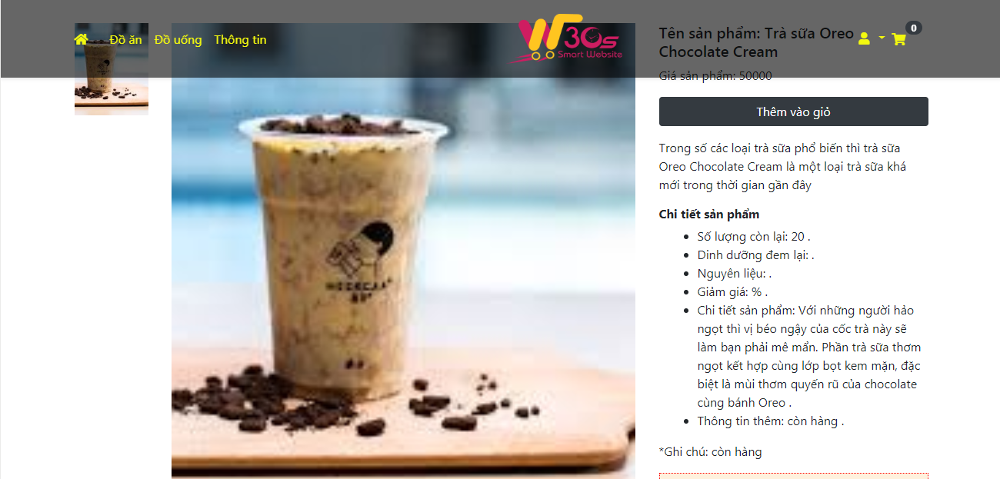 Đồ ăn Đồ uống Thông tin
W30s
Smart Website
0
Tên sản phẩm: Trà sữa Oreo
Chocolate Cream
Giá sản phẩm: 50000
Thêm vào giỏ
Trong số các loại trà sữa phổ biến thì trà sữa
Oreo Chocolate Cream là một loại trà sữa khá
mới trong thời gian gần đây
Chi tiết sản phẩm
Số lượng còn lại: 20 .
Dinh dưỡng đem lại: .
Nguyên liệu: .
Giảm giá: % .
Chi tiết sản phẩm: Với những người hảo
ngọt thì vị béo ngậy của cốc trà này sẽ
làm bạn phải mê mẩn. Phần trà sữa thơm
ngọt kết hợp cùng lớp bọt kem mặn, đặc
biệt là mùi thơm quyến rũ của chocolate
cùng bánh Oreo .
Thông tin thêm: còn hàng .
*Ghi chú: còn hàng